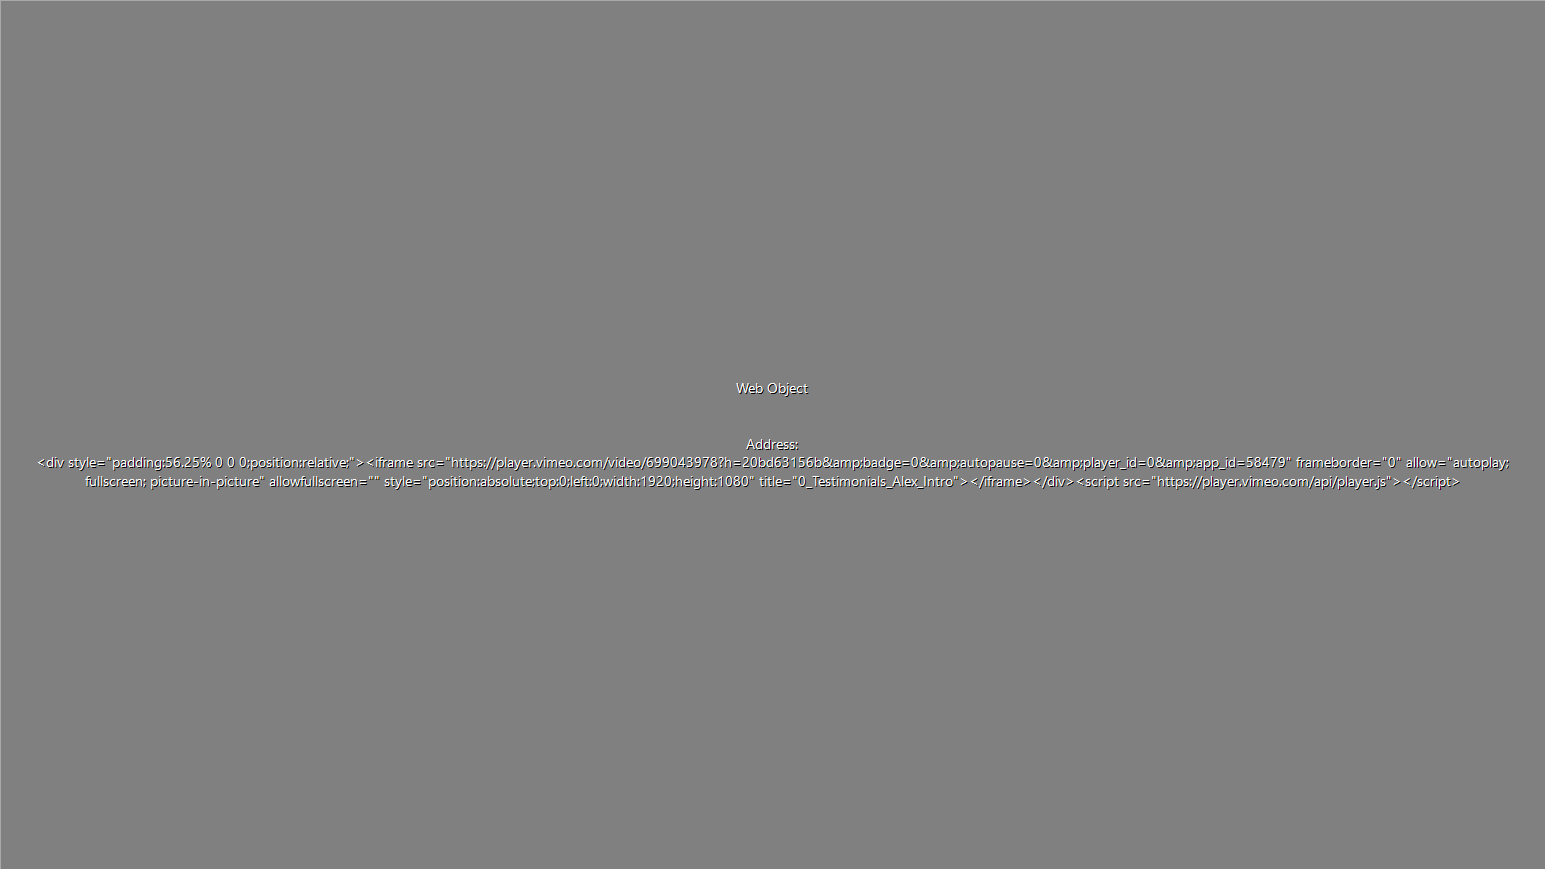 Web Object
Address:
<div style="padding:56.25% 0 0 0;position:relative;"><iframe src="https://player.vimeo.com/video/699043978?h=20bd63156b&amp;badge=0&amp;autopause=0&amp;player_id=0&amp;app_id=58479" frameborder="0" allow="autoplay;
fullscreen; picture-in-picture" allowfullscreen="" style="position:absolute;top:0;left:0;width:1920;height:1080" title="0_Testimonials_Alex_Intro"></iframe></div><script src="https://player.vimeo.com/api/player.js"></script>